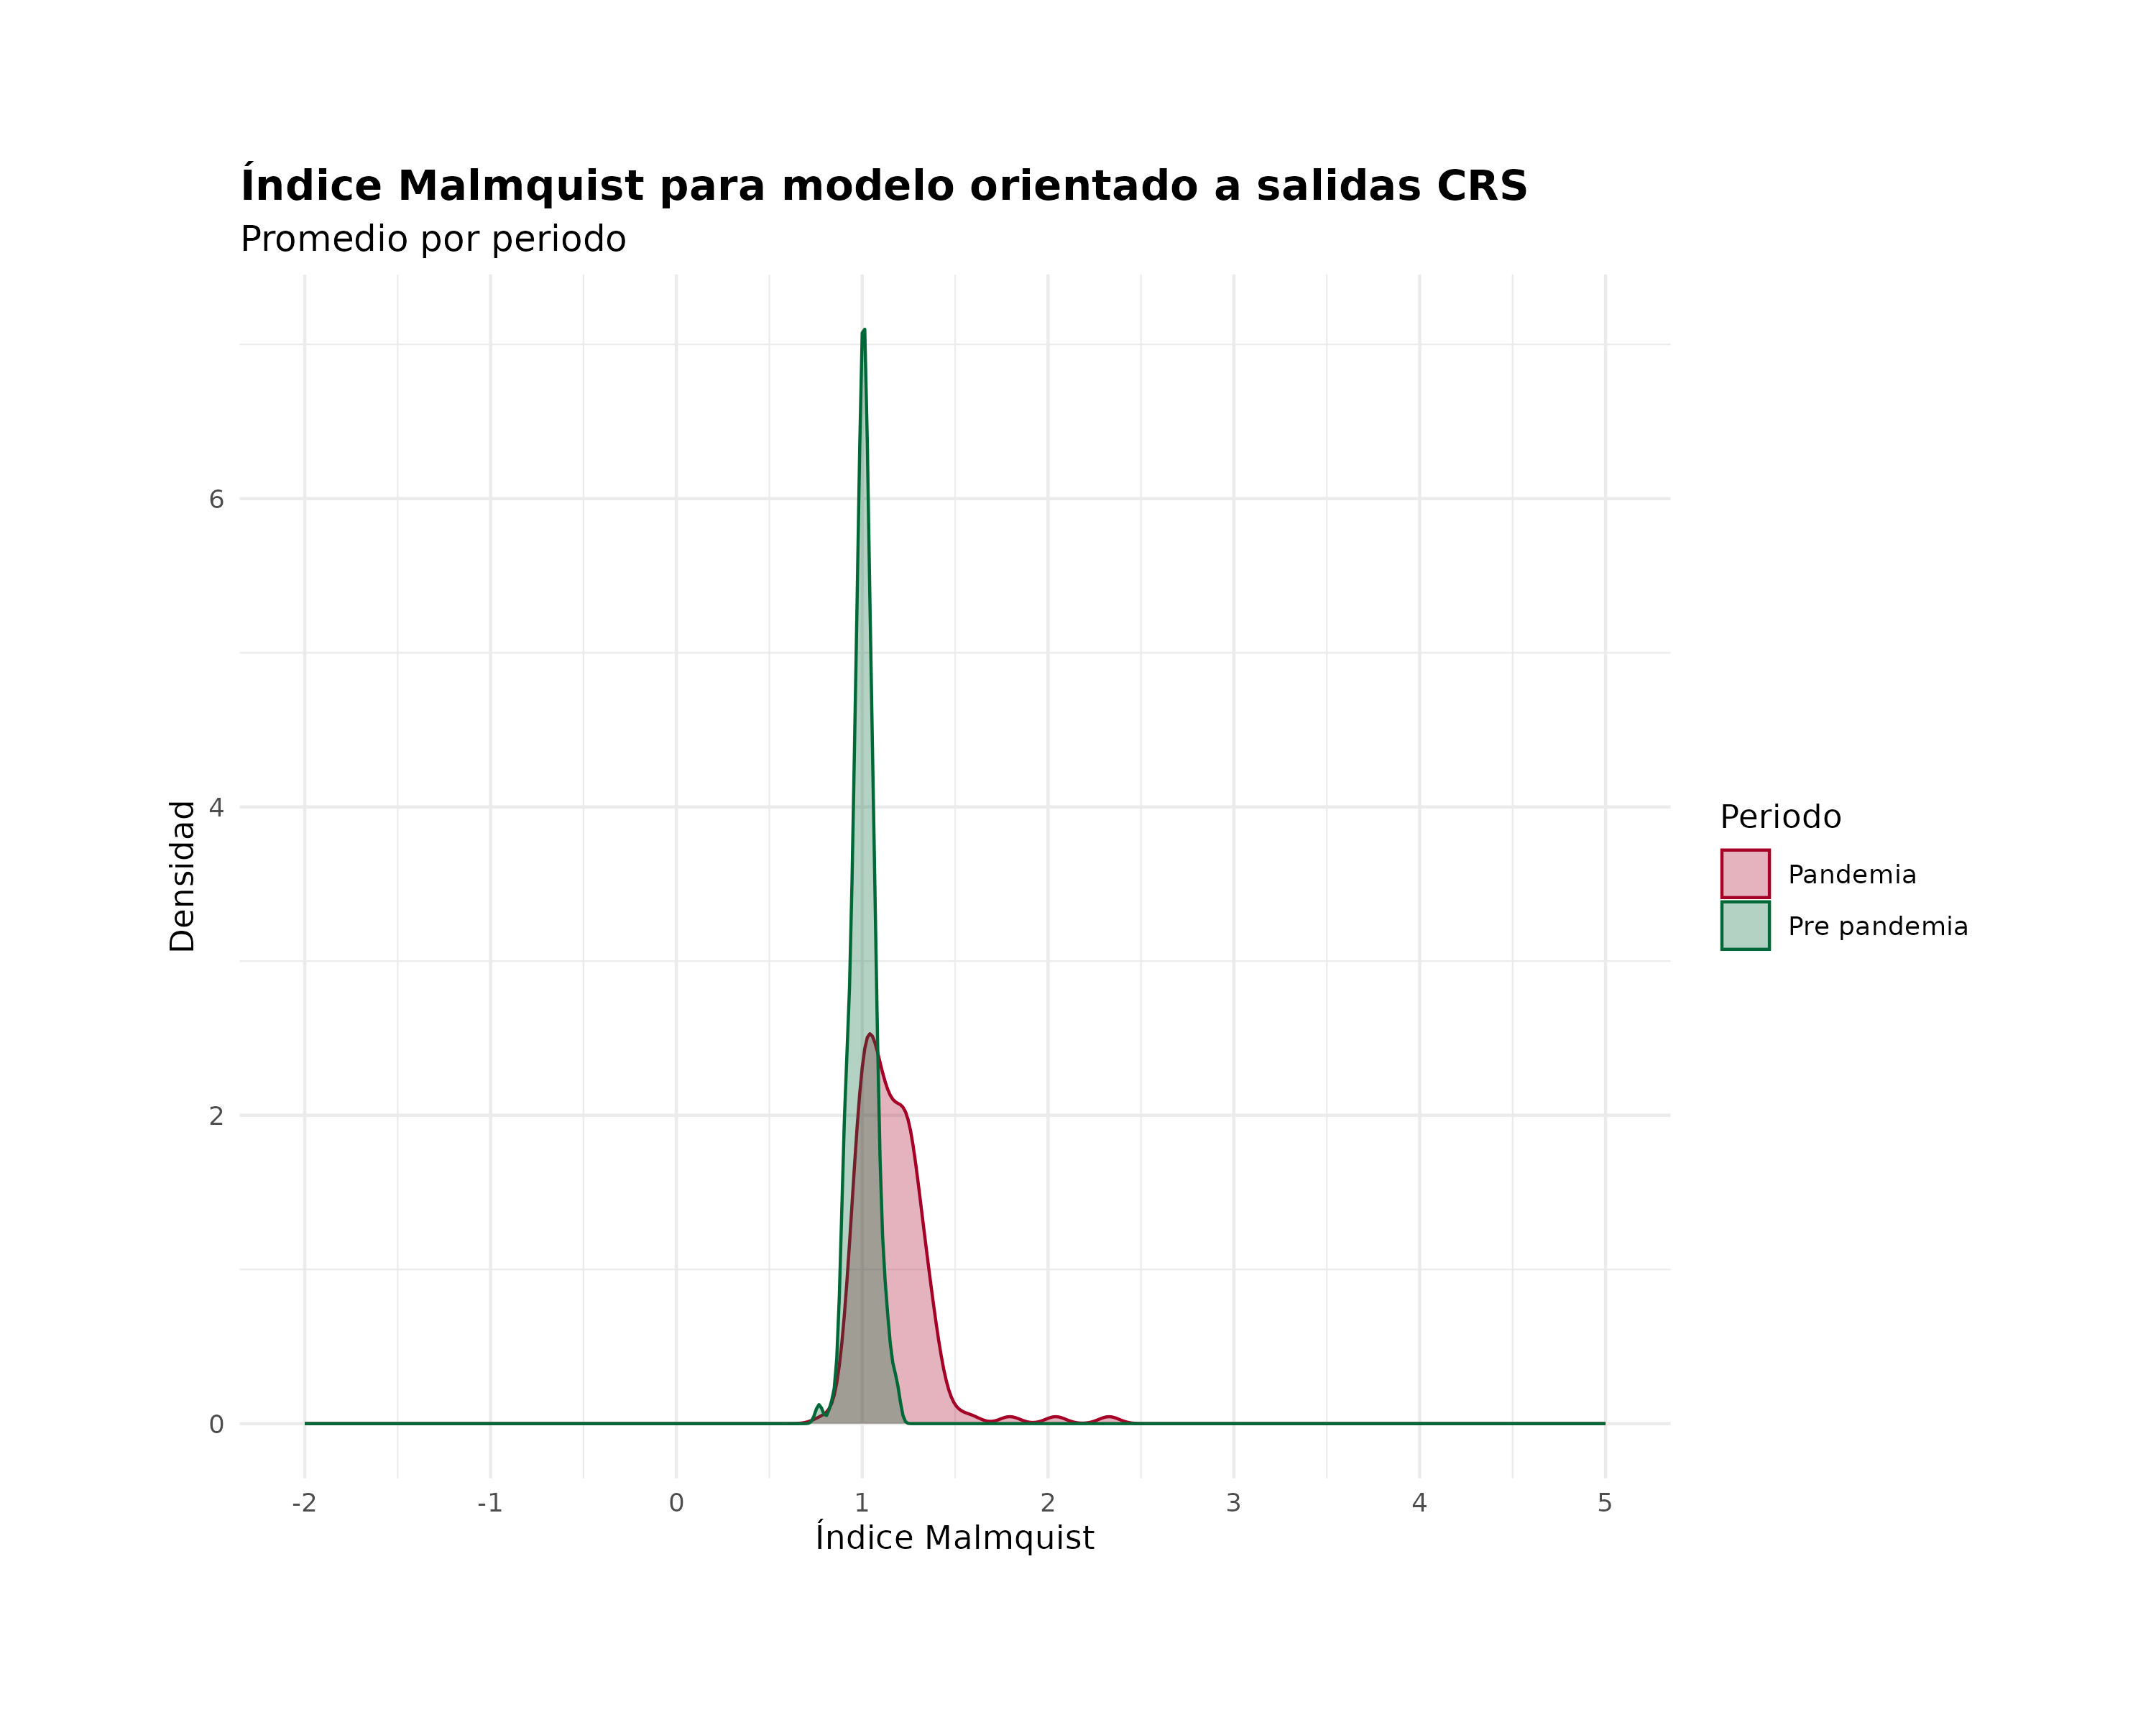 Índice Malmquist para modelo orientado a salidas CRS
Promedio por periodo
Densidad
6
4
2
0
-2
-1
0
1
2
3
4
5
Índice Malmquist
Periodo
Pandemia
Pre pandemia